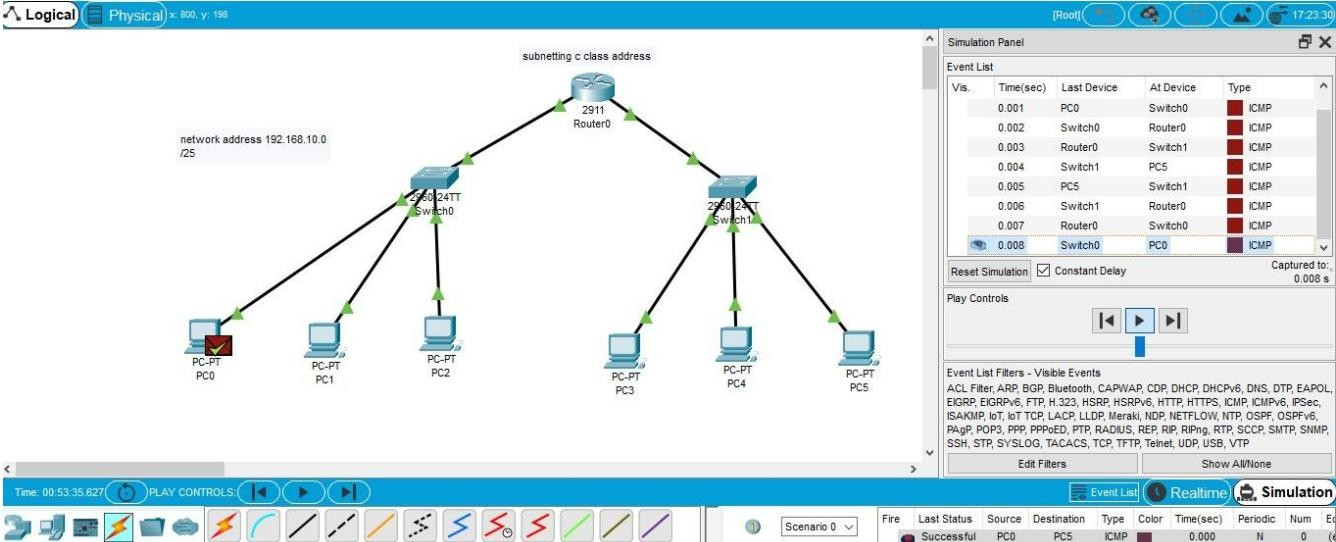 Logical
Physical
x: 800, y: 198
[Root]
17:23:30
subnetting c class address
2911
Router0
network address 192.168.10.0
/25
2960-24TT
Switch0
2960-24TT
Switch1
PC-PT
PC0
PC-PT
PC1
PC-PT
PC2
PC-PT
PC3
PC-PT
PC4
PC-PT
PC5
Simulation Panel
Event List
Vis. Time(sec) Last Device At Device Type
0.001 PC0 Switch0 ICMP
0.002 Switch0 Router0 ICMP
0.003 Router0 Switch1 ICMP
0.004 Switch1 PC5 ICMP
0.005 PC5 Switch1 ICMP
0.006 Switch1 Router0 ICMP
0.007 Router0 Switch0 ICMP
0.008 Switch0 PC0 ICMP
Reset Simulation Constant Delay
Captured to:
0.008 s
Play Controls
Event List Filters - Visible Events
ACL Filter, ARP, BGP, Bluetooth, CAPWAP, CDP, DHCP, DHCPv6, DNS, DTP, EAPOL,
EIGRP, EIGRPv6, FTP, H.323, HSRP, HSRPv6, HTTP, HTTPS, ICMP, ICMPv6, IPSec,
ISAKMP, IoT, IoT TCP, LACP, LLDP, Meraki, NDP, NETFLOW, NTP, OSPF, OSPFv6,
PAgP, POP3, PPP, PPPoED, PTP, RADIUS, REP, RIP, RIPng, RTP, SCCP, SMTP, SNMP,
SSH, STP, SYSLOG, TACACS, TCP, TFTP, Telnet, UDP, USB, VTP
Edit Filters Show All/None
Time: 00:53:35.627 PLAY CONTROLS:
Event List Realtime Simulation
Scenario 0
Fire Last Status Source Destination Type Color Time(sec) Periodic Num
Successful PC0 PC5 ICMP 0.000 N 0